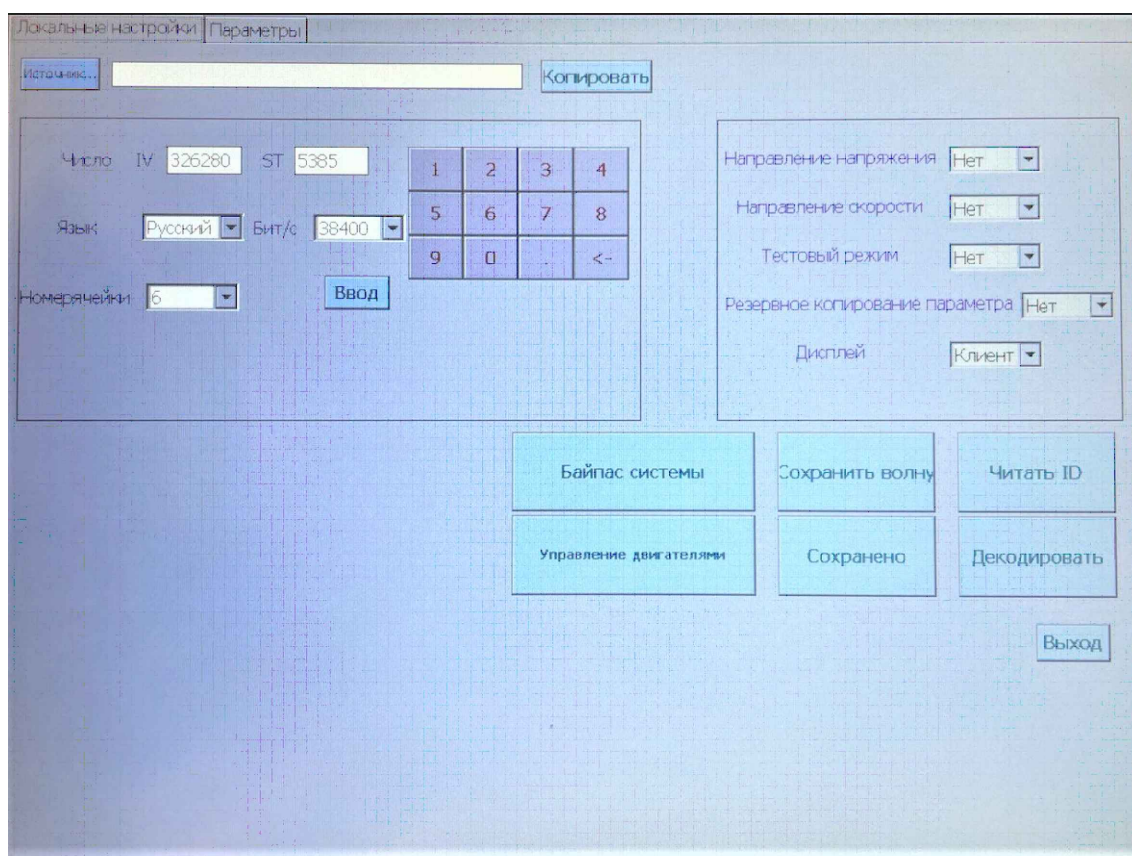 Локальные настройки Параметры
Источник... Копировать
Число IV 326280 ST 5385
1 2 3 4
Язык Русский Бит/с 38400
5 6 7 8
9 0 . <-
Номерячейки 6 Ввод
Направление напряжения Нет
Направление скорости Нет
Тестовый режим Нет
Резервное копирование параметра Нет
Дисплей Клиент
Байпас системы Сохранить волну Читать ID
Управление двигателями Сохранено Декодировать
Выход